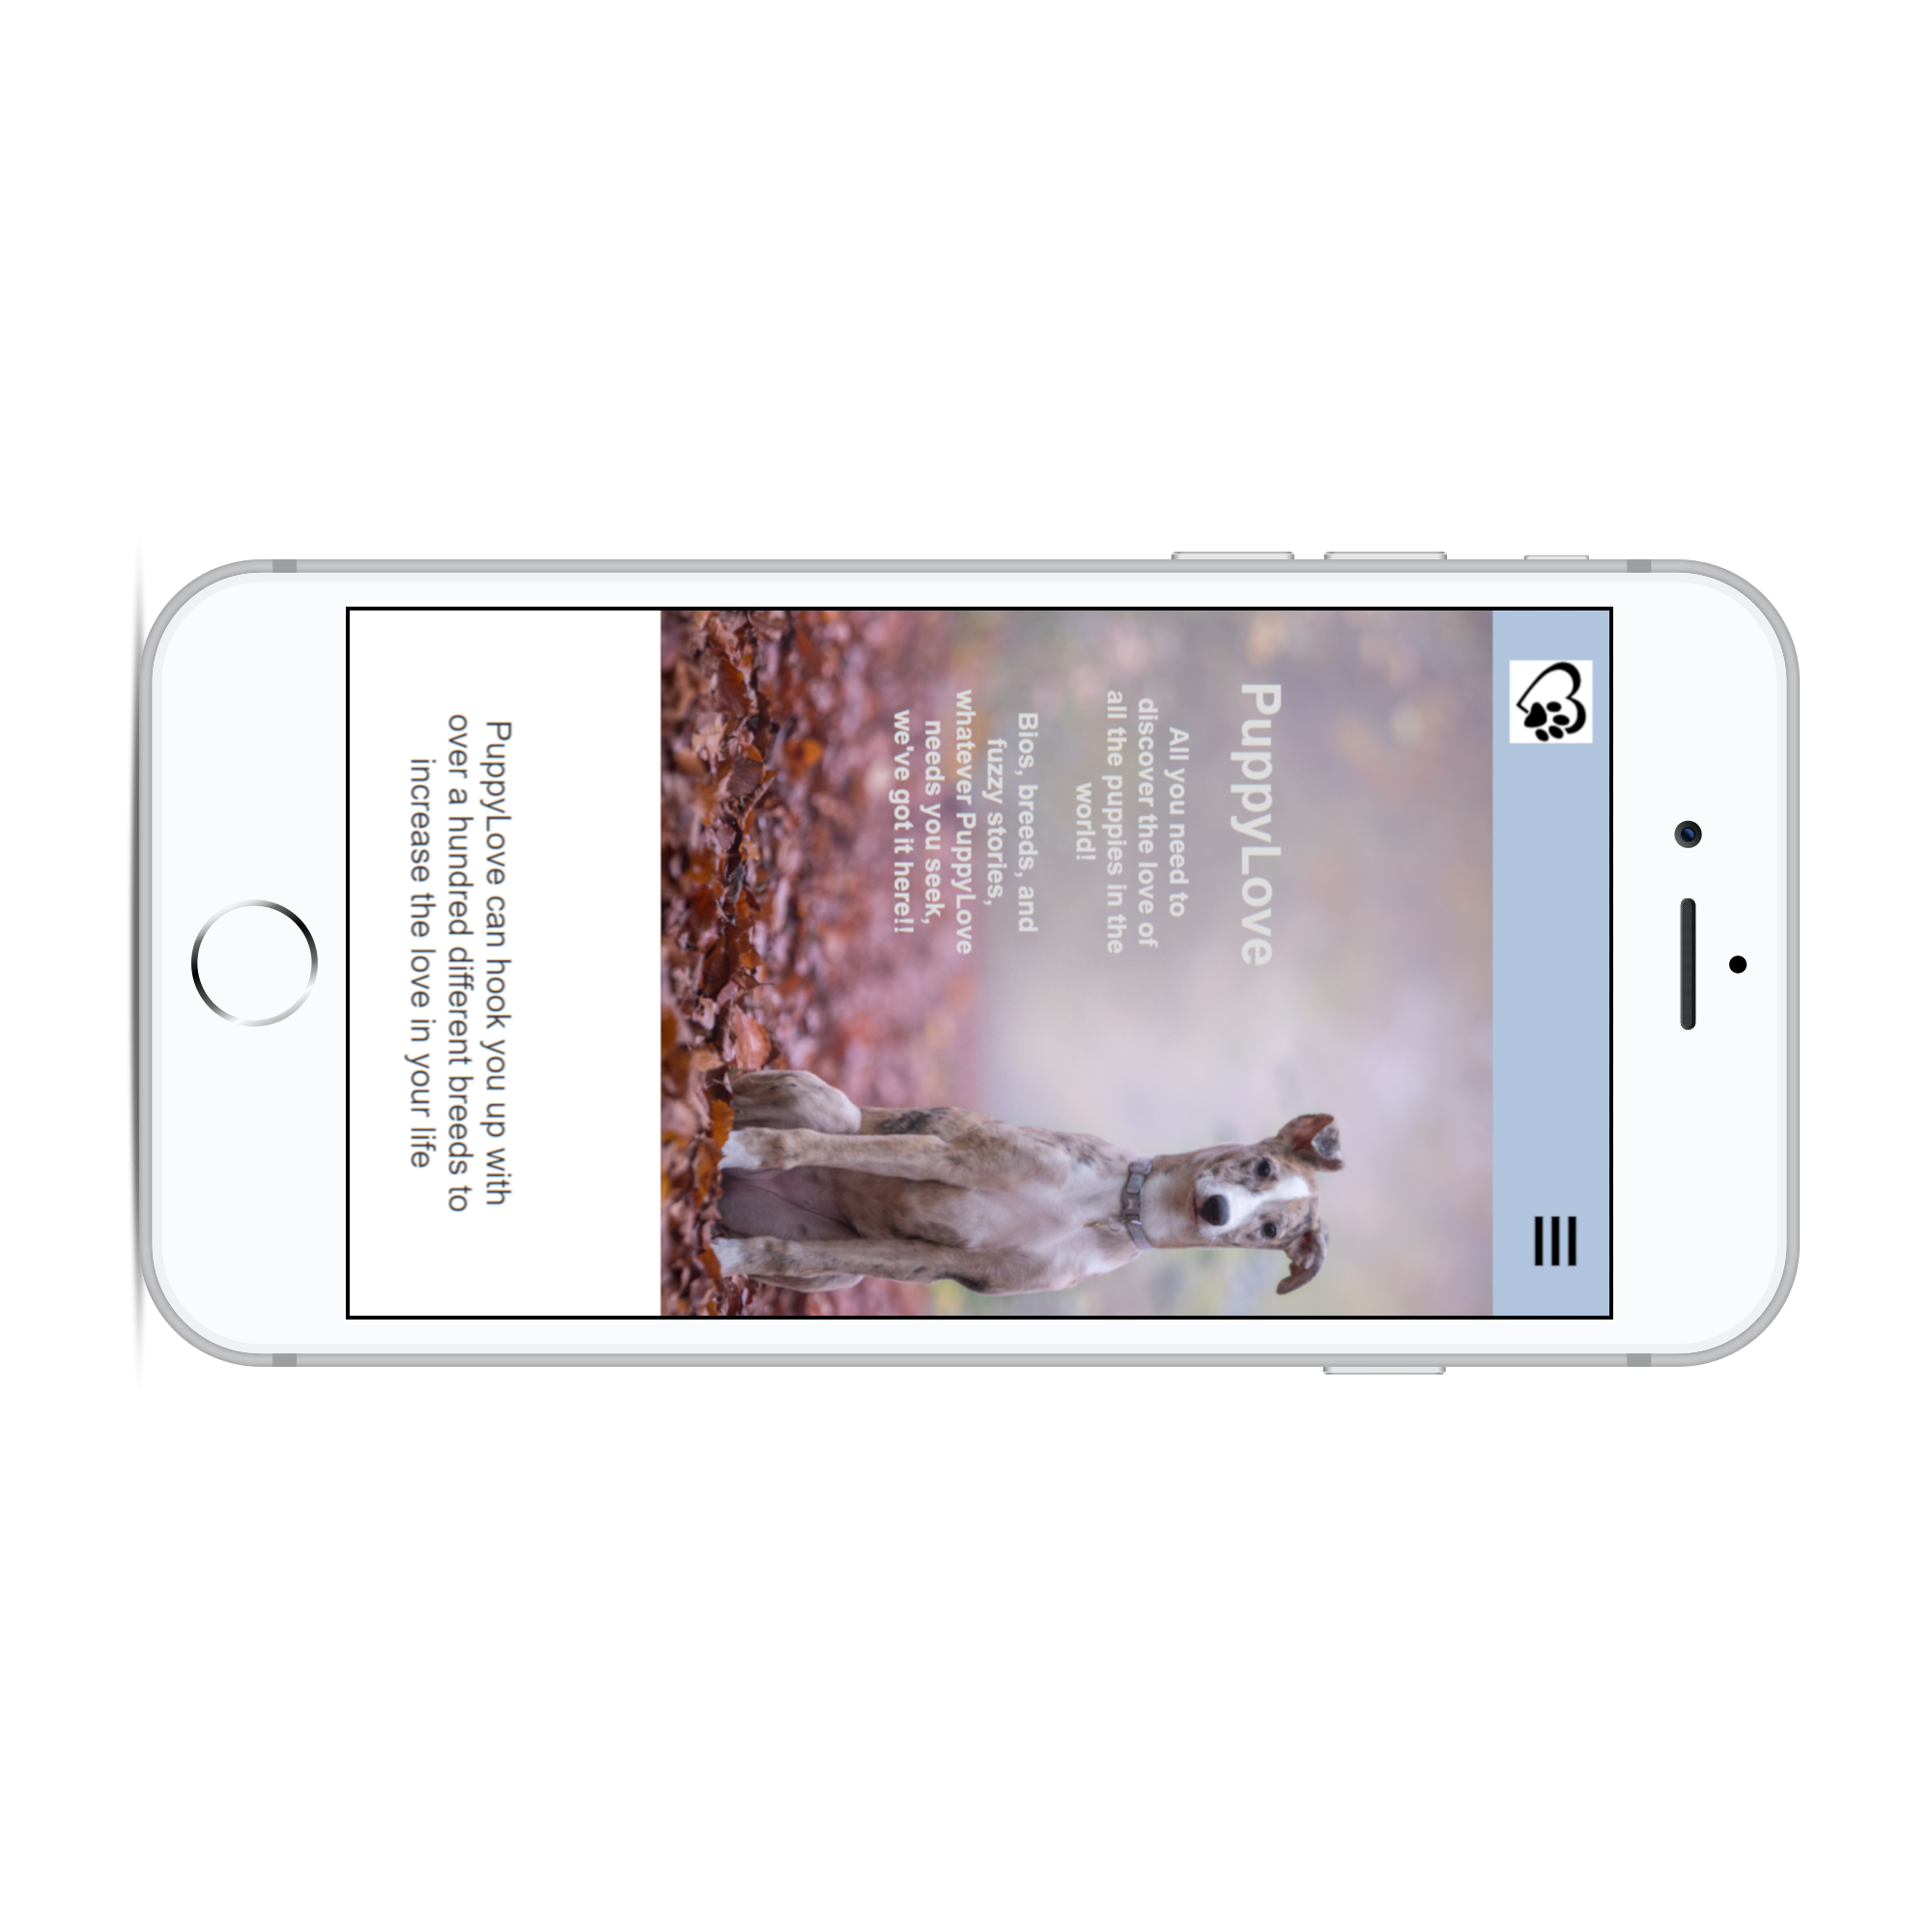 PuppyLove
All you need to
discover the love of
all the puppies in the
world!
Bios, breeds, and
fuzzy stories,
whatever PuppyLove
needs you seek,
we've got it here!!
PuppyLove can hook you up with
over a hundred different breeds to
increase the love in your life